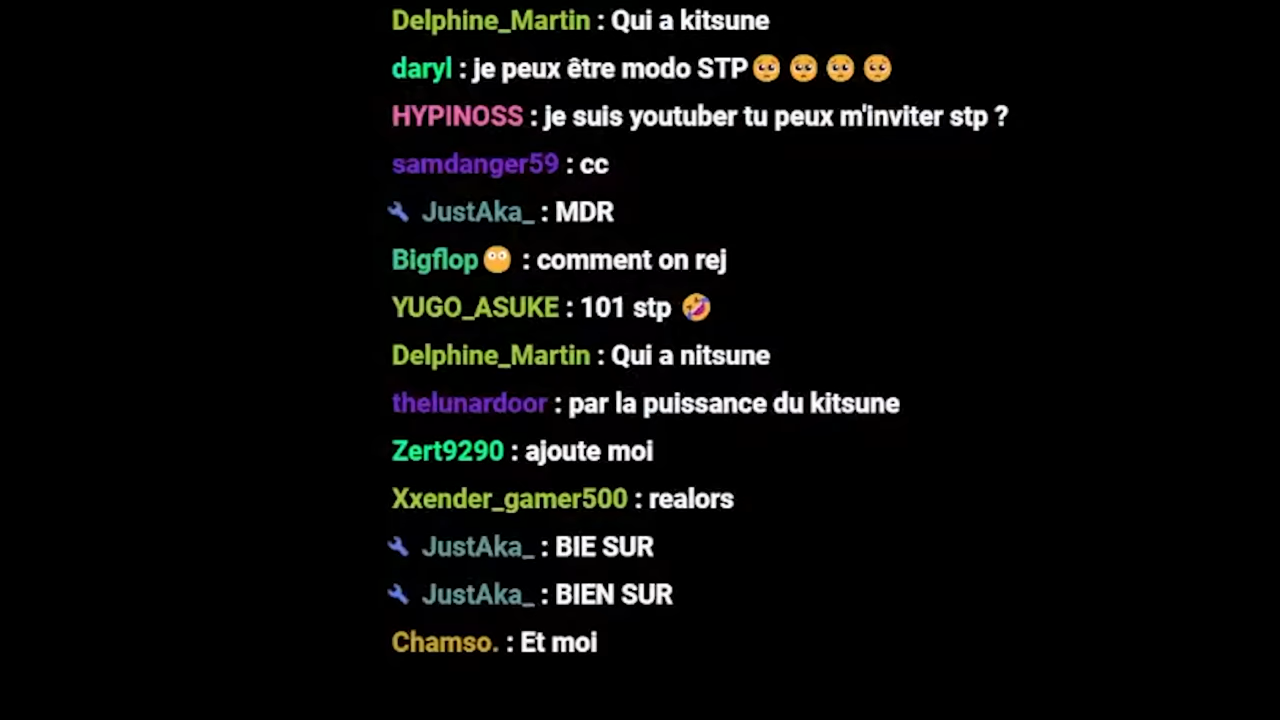 Delphine_Martin : Qui a kitsune
daryl : je peux être modo STP🥺 🥺 🥺 🥺
HYPINOSS : je suis youtuber tu peux m'inviter stp ?
samdanger59 : cc
JustAka_ : MDR
Bigflop😶 : comment on rej
YUGO_ASUKE : 101 stp 🤣
Delphine_Martin : Qui a nitsune
thelunardoor : par la puissance du kitsune
Zert9290 : ajoute moi
Xxender_gamer500 : realors
JustAka_ : BIE SUR
JustAka_ : BIEN SUR
Chamso. : Et moi